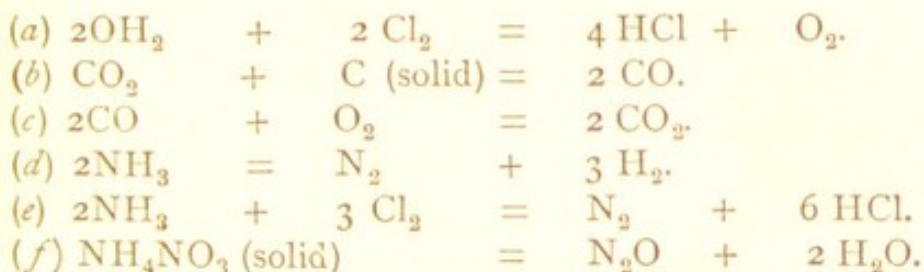 (a) 2OH₂ + 2 Cl₂ = 4 HCl + O₂.
(b) CO₂ + C (solid) = 2 CO.
(c) 2CO + O₂ = 2 CO₂.
(d) 2NH₃ = N₂ + 3 H₂.
(e) 2NH₃ + 3 Cl₂ = N₂ + 6 HCl.
(f) NH₄NO₃ (solid) = N₂O + 2 H₂O.